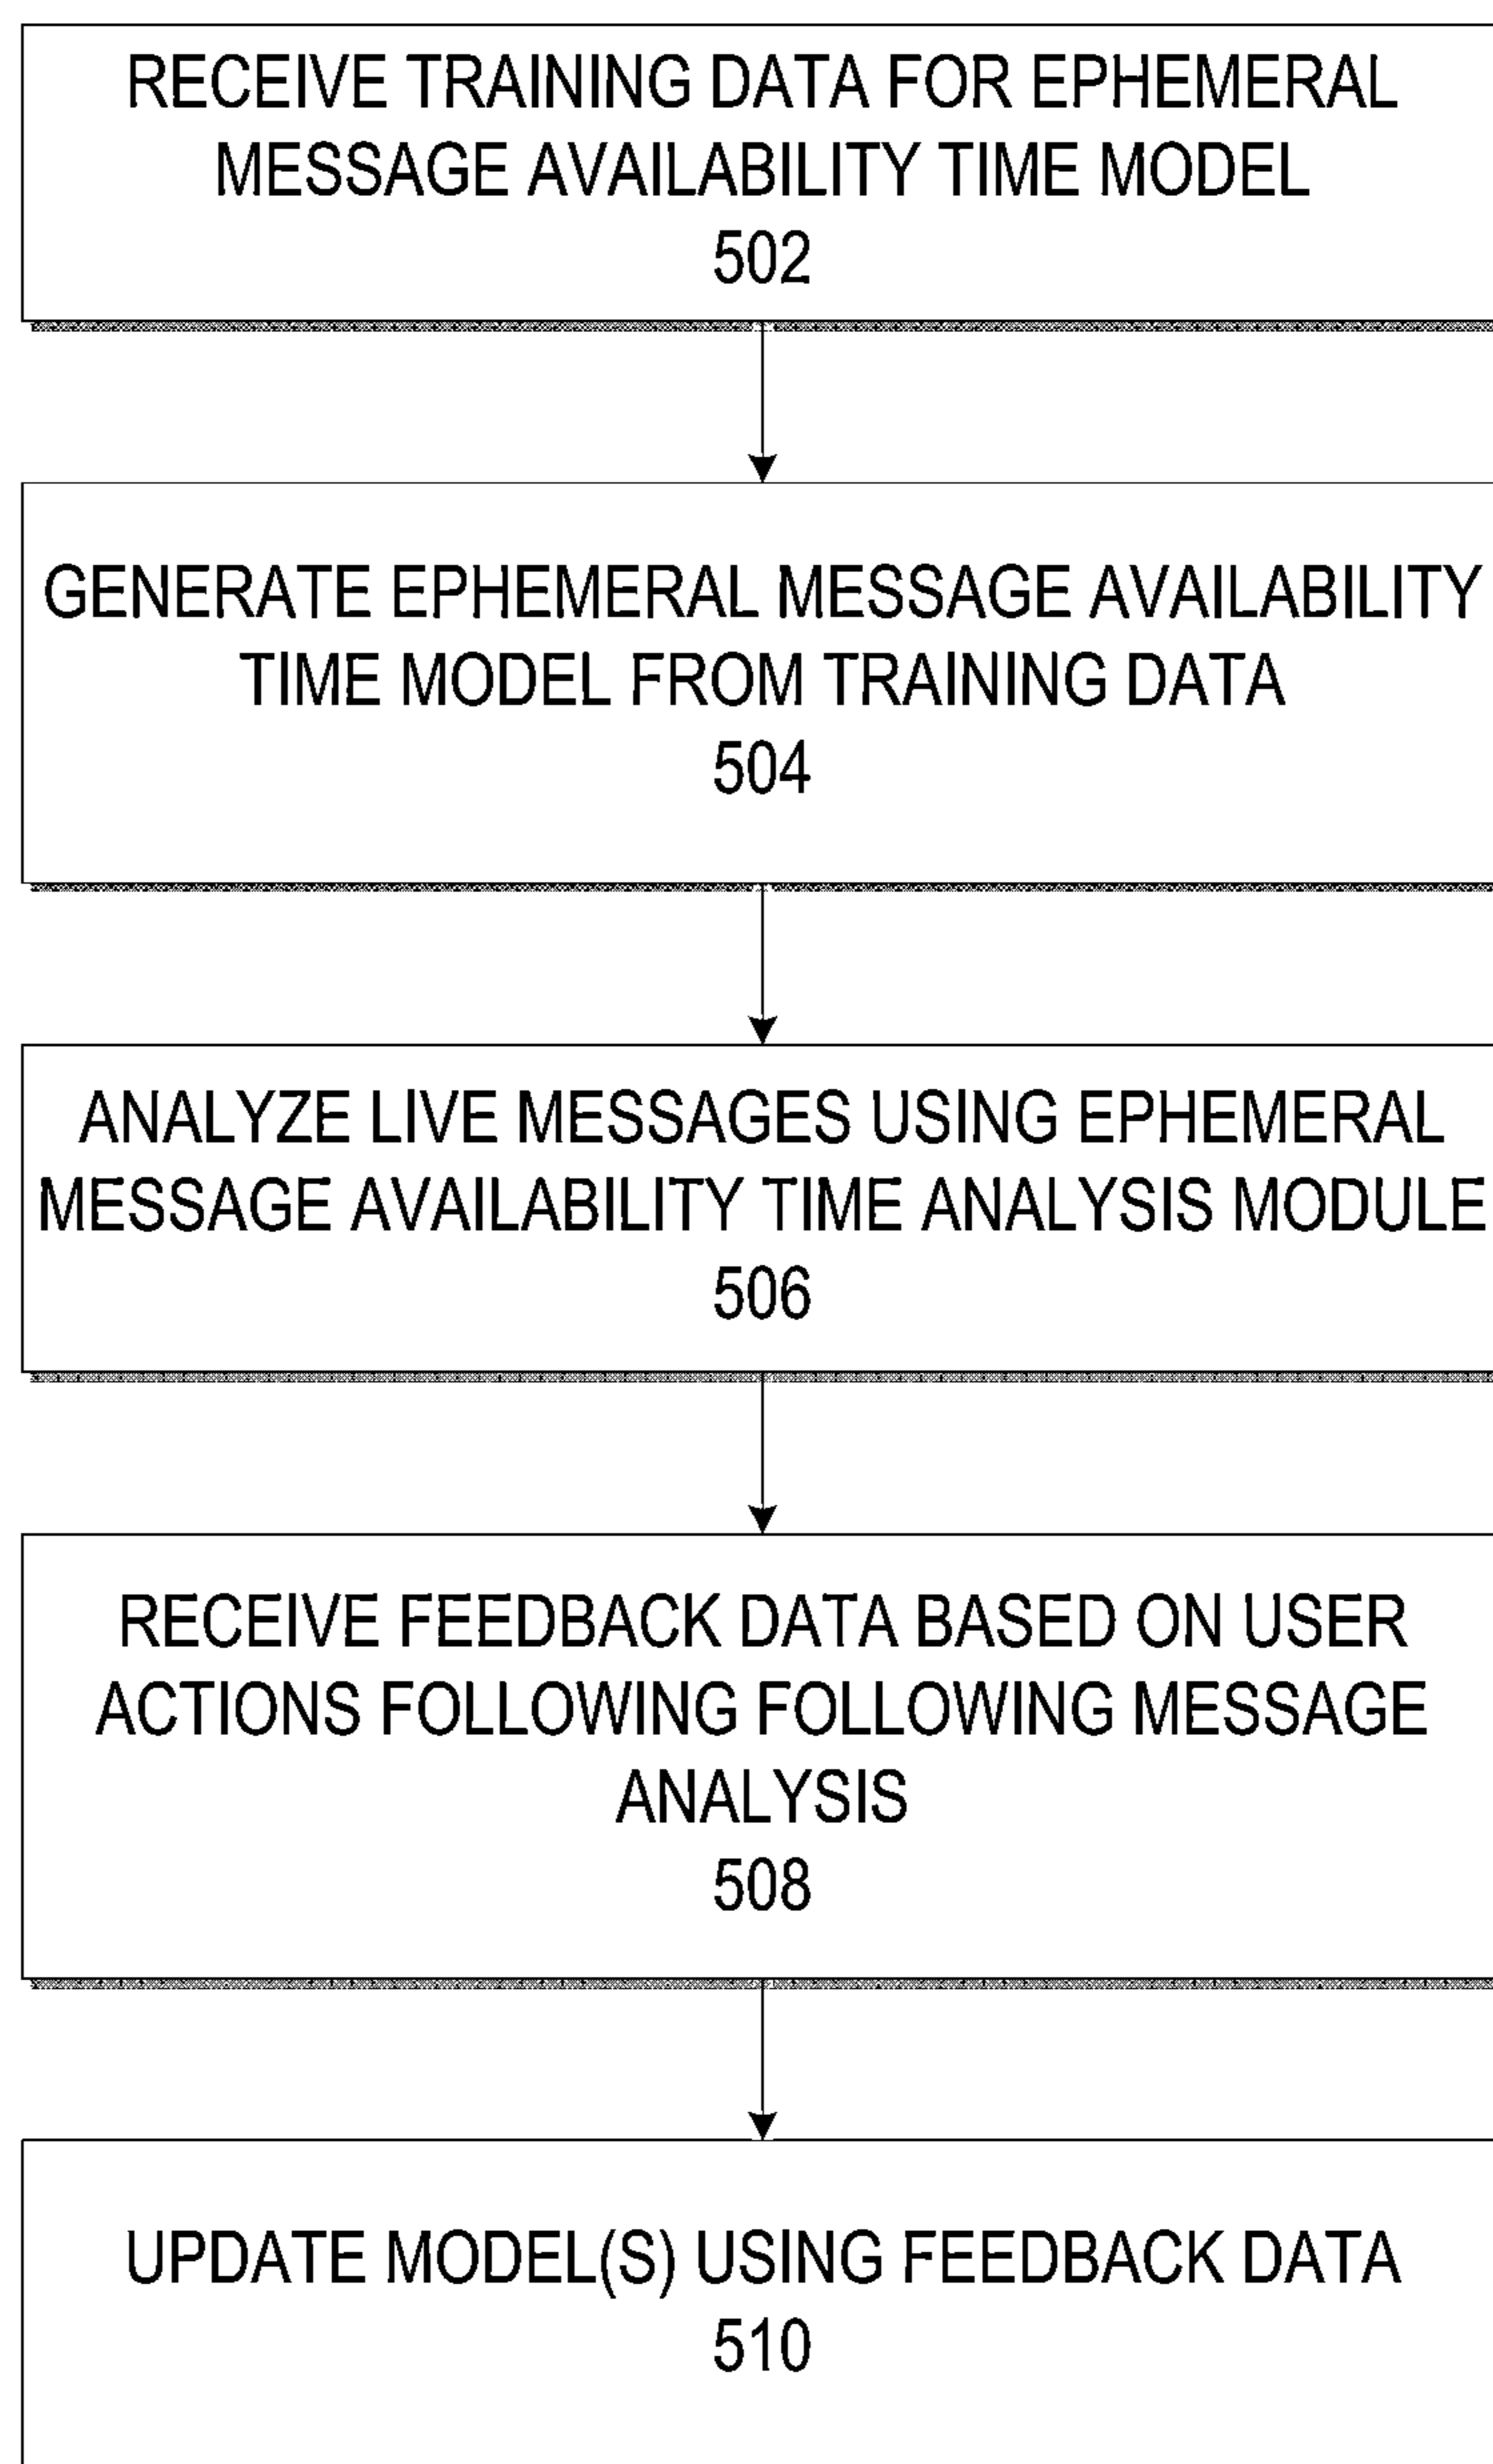 RECEIVE TRAINING DATA FOR EPHEMERAL
MESSAGE AVAILABILITY TIME MODEL
502
GENERATE EPHEMERAL MESSAGE AVAILABILITY
TIME MODEL FROM TRAINING DATA
504
ANALYZE LIVE MESSAGES USING EPHEMERAL
MESSAGE AVAILABILITY TIME ANALYSIS MODULE
506
RECEIVE FEEDBACK DATA BASED ON USER
ACTIONS FOLLOWING FOLLOWING MESSAGE
ANALYSIS
508
UPDATE MODEL(S) USING FEEDBACK DATA
510